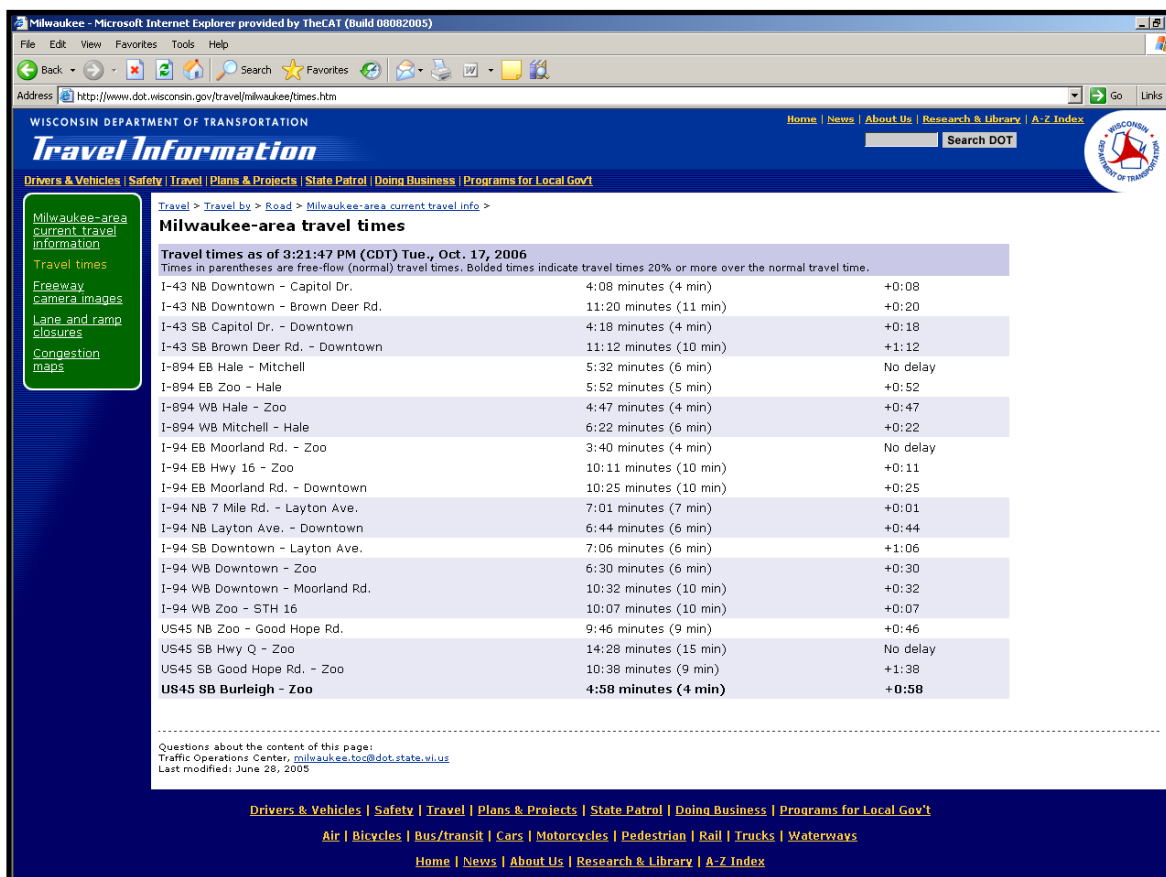 Milwaukee - Microsoft Internet Explorer provided by TheCAT (Build 08082005)
File Edit View Favorites Tools Help
Back Search Favorites
Address http://www.dot.wisconsin.gov/travel/milwaukee/times.htm Go Links
WISCONSIN DEPARTMENT OF TRANSPORTATION
Home | News | About Us | Research & Library | A-Z Index
Travel Information
Search DOT
WISCONSIN DEPARTMENT OF TRANSPORTATION
Drivers & Vehicles | Safety | Travel | Plans & Projects | State Patrol | Doing Business | Programs for Local Gov't
Milwaukee-area
current travel
information
Travel times
Freeway
camera images
Lane and ramp
closures
Congestion
maps
Travel > Travel by > Road > Milwaukee-area current travel info >
Milwaukee-area travel times
Travel times as of 3:21:47 PM (CDT) Tue., Oct. 17, 2006
Times in parentheses are free-flow (normal) travel times. Bolded times indicate travel times 20% or more over the normal travel time.
I-43 NB Downtown - Capitol Dr. 4:08 minutes (4 min) +0:08
I-43 NB Downtown - Brown Deer Rd. 11:20 minutes (11 min) +0:20
I-43 SB Capitol Dr. - Downtown 4:18 minutes (4 min) +0:18
I-43 SB Brown Deer Rd. - Downtown 11:12 minutes (10 min) +1:12
I-894 EB Hale - Mitchell 5:32 minutes (6 min) No delay
I-894 EB Zoo - Hale 5:52 minutes (5 min) +0:52
I-894 WB Hale - Zoo 4:47 minutes (4 min) +0:47
I-894 WB Mitchell - Hale 6:22 minutes (6 min) +0:22
I-94 EB Moorland Rd. - Zoo 3:40 minutes (4 min) No delay
I-94 EB Hwy 16 - Zoo 10:11 minutes (10 min) +0:11
I-94 EB Moorland Rd. - Downtown 10:25 minutes (10 min) +0:25
I-94 NB 7 Mile Rd. - Layton Ave. 7:01 minutes (7 min) +0:01
I-94 NB Layton Ave. - Downtown 6:44 minutes (6 min) +0:44
I-94 SB Downtown - Layton Ave. 7:06 minutes (6 min) +1:06
I-94 WB Downtown - Zoo 6:30 minutes (6 min) +0:30
I-94 WB Downtown - Moorland Rd. 10:32 minutes (10 min) +0:32
I-94 WB Zoo - STH 16 10:07 minutes (10 min) +0:07
US45 NB Zoo - Good Hope Rd. 9:46 minutes (9 min) +0:46
US45 SB Hwy Q - Zoo 14:28 minutes (15 min) No delay
US45 SB Good Hope Rd. - Zoo 10:38 minutes (9 min) +1:38
US45 SB Burleigh - Zoo 4:58 minutes (4 min) +0:58
Questions about the content of this page:
Traffic Operations Center, milwaukee.toc@dot.state.wi.us
Last modified: June 28, 2005
Drivers & Vehicles | Safety | Travel | Plans & Projects | State Patrol | Doing Business | Programs for Local Gov't
Air | Bicycles | Bus/transit | Cars | Motorcycles | Pedestrian | Rail | Trucks | Waterways
Home | News | About Us | Research & Library | A-Z Index